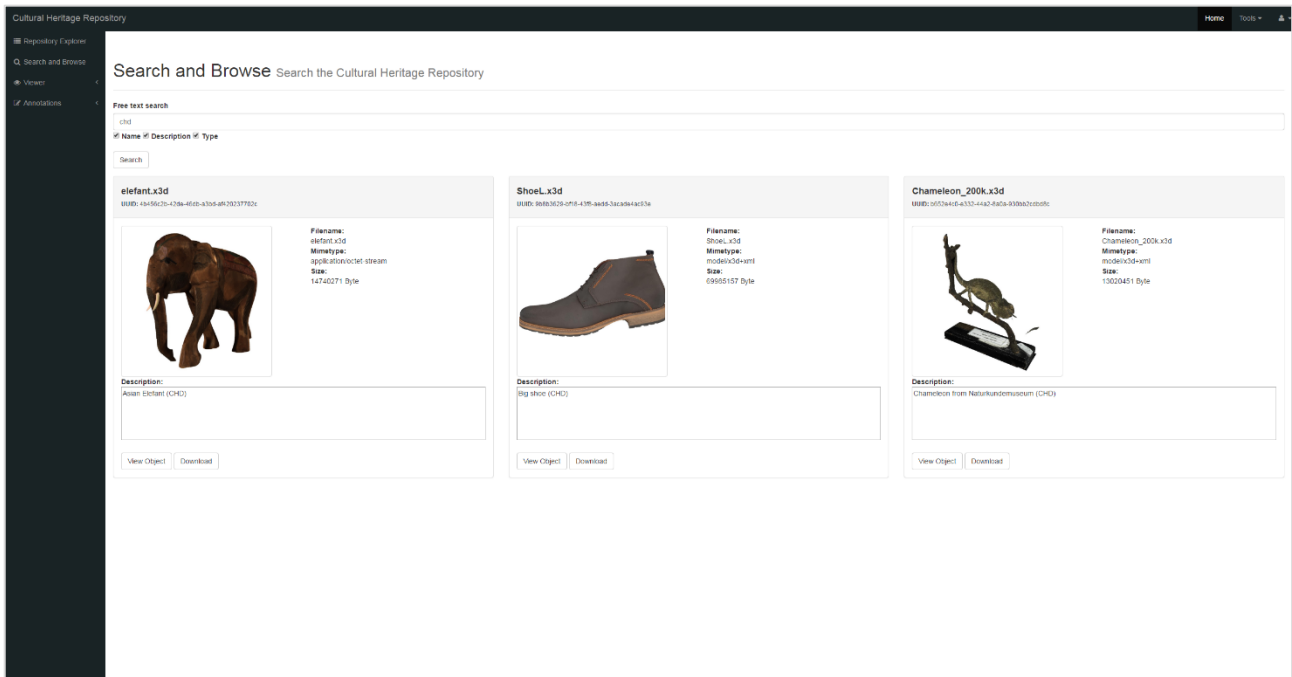 Cultural Heritage Repository
Home Tools
Repository Explorer
Search and Browse
Viewer
Annotations
Search and Browse Search the Cultural Heritage Repository
Free text search
chd
Name Description Type
Search
elefant.x3d
UUID:
Filename:
elefant.x3d
Mimetype:
application/octet-stream
Size:
14740271 Byte
Description:
Asian Elefant (CHD)
View Object Download
ShoeL.x3d
UUID:
Filename:
ShoeL.x3d
Mimetype:
model/x3d+xml
Size:
69985157 Byte
Description:
Big shoe (CHD)
View Object Download
Chameleon_200k.x3d
UUID:
Filename:
Chameleon_200k.x3d
Mimetype:
model/x3d+xml
Size:
13020451 Byte
Description:
Chameleon from Naturkundemuseum (CHD)
View Object Download